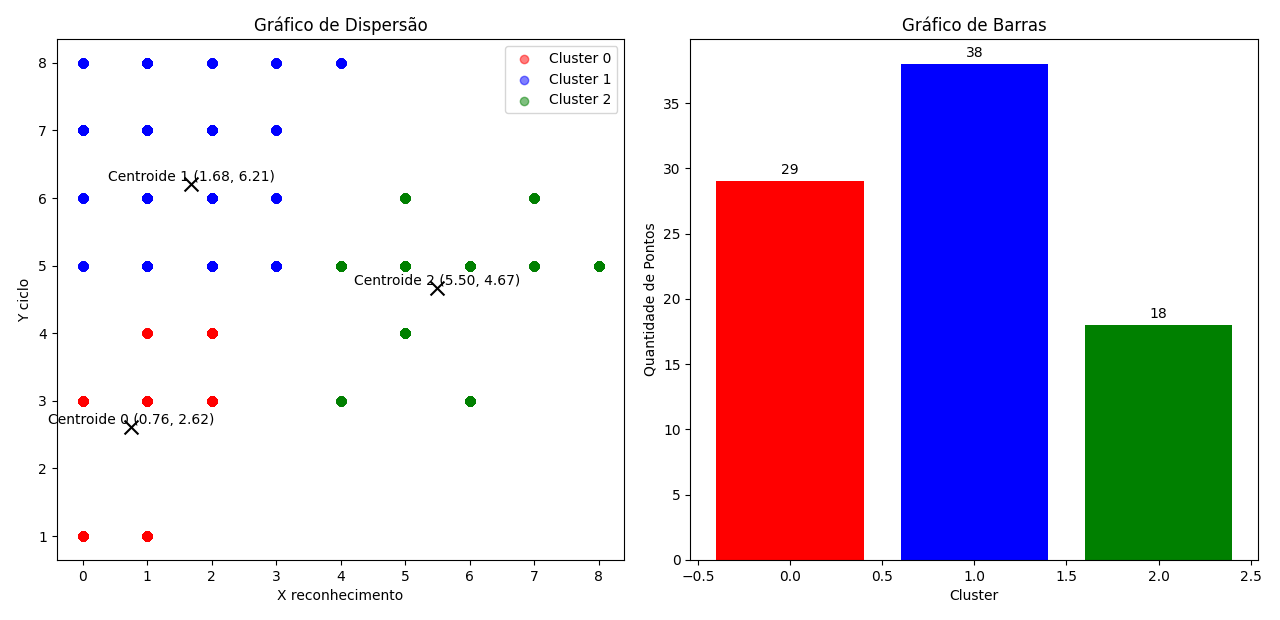 Gráfico de Dispersão
Cluster 0
Cluster 1
Cluster 2
8
7
6
5
4
3
2
1
Y ciclo
Centroide 1 (1.68, 6.21)
Centroide 2 (5.50, 4.67)
Centroide 0 (0.76, 2.62)
0 1 2 3 4 5 6 7 8
X reconhecimento
Gráfico de Barras
38
29
18
35
30
25
20
15
10
5
0
Quantidade de Pontos
−0.5 0.0 0.5 1.0 1.5 2.0 2.5
Cluster